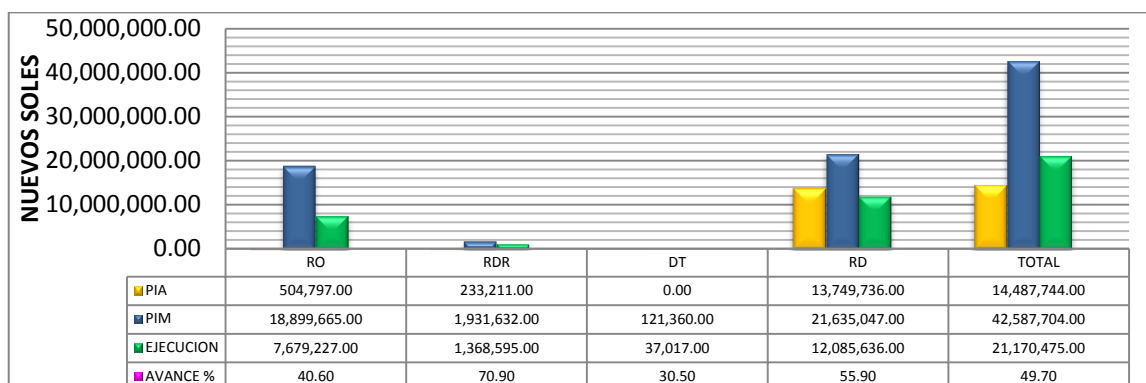 50,000,000.00
40,000,000.00
30,000,000.00
20,000,000.00
10,000,000.00
0.00
NUEVOS SOLES
RO RDR DT RD TOTAL
PIA 504,797.00 233,211.00 0.00 13,749,736.00 14,487,744.00
PIM 18,899,665.00 1,931,632.00 121,360.00 21,635,047.00 42,587,704.00
EJECUCION 7,679,227.00 1,368,595.00 37,017.00 12,085,636.00 21,170,475.00
AVANCE % 40.60 70.90 30.50 55.90 49.70